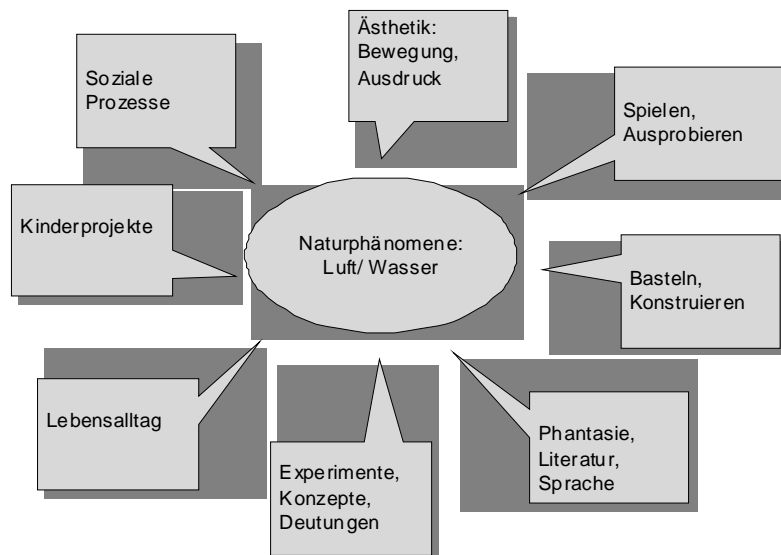 Ästhetik:
Bewegung,
Ausdruck
Soziale
Prozesse
Spielen,
Ausprobieren
Kinderprojekte
Naturphänomene:
Luft/ Wasser
Basteln,
Konstruieren
Lebensalltag
Experimente,
Konzepte,
Deutungen
Phantasie,
Literatur,
Sprache